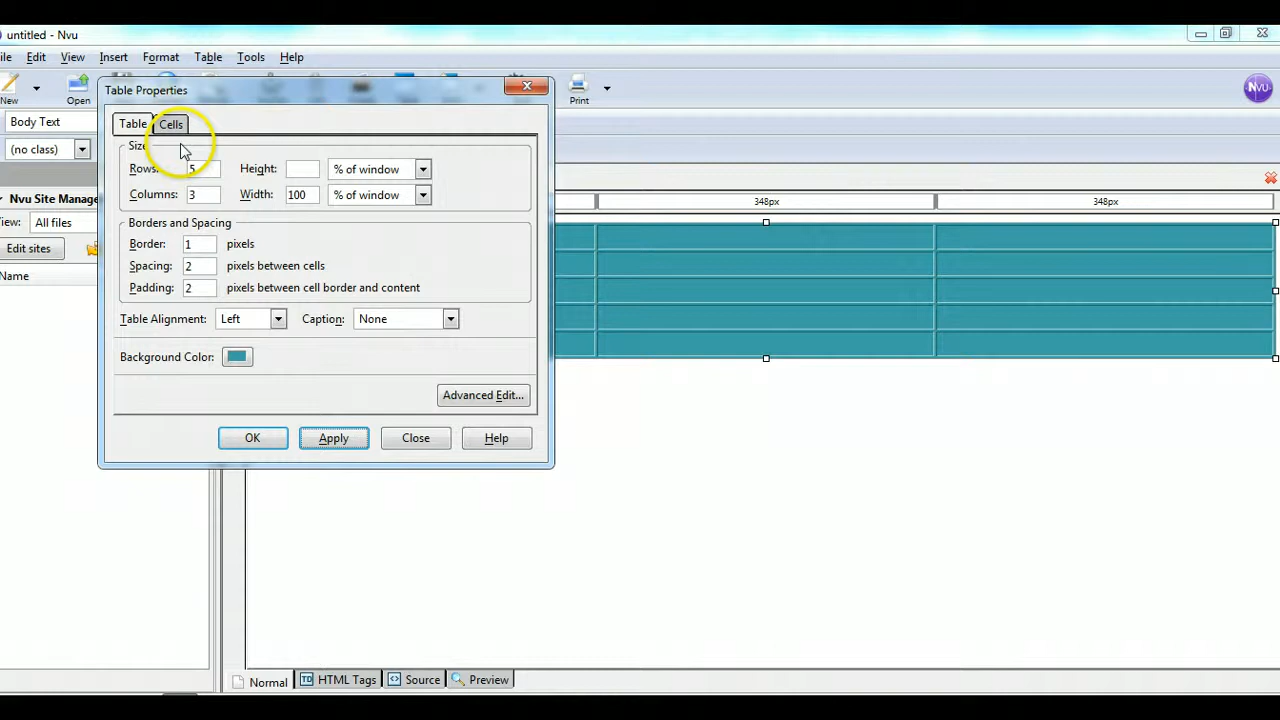 untitled - Nvu
ile Edit View Insert Format Table Tools Help
New Open Print NVU
Body Text
(no class)
Nvu Site Manage
View: All files
Edit sites
Name
Table Properties
Table Cells
Size
Rows: 5 Height: % of window
Columns: 3 Width: 100 % of window
Borders and Spacing
Border: 1 pixels
Spacing: 2 pixels between cells
Padding: 2 pixels between cell border and content
Table Alignment: Left Caption: None
Background Color:
Advanced Edit...
OK Apply Close Help
348px 348px
Normal TD HTML Tags Source Preview